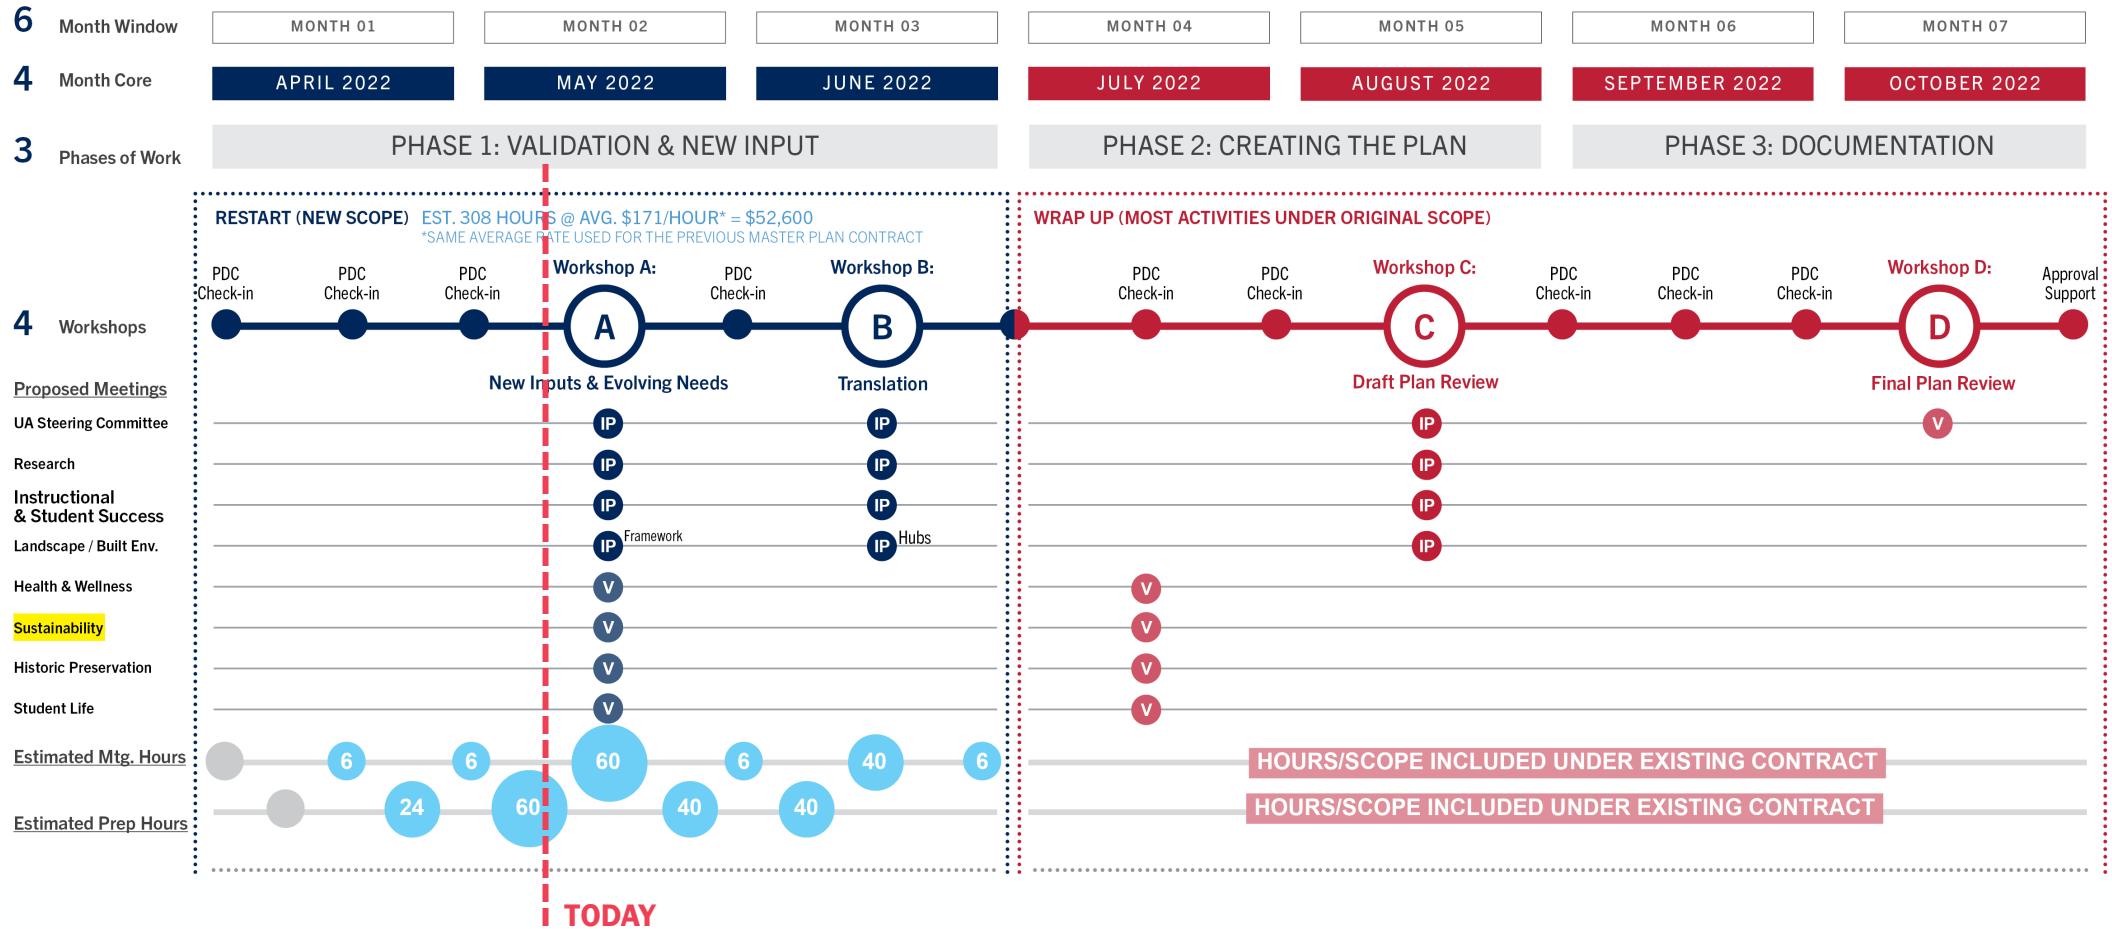 6 Month Window
MONTH 01
MONTH 02
MONTH 03
MONTH 04
MONTH 05
MONTH 06
MONTH 07
4 Month Core
APRIL 2022
MAY 2022
JUNE 2022
JULY 2022
AUGUST 2022
SEPTEMBER 2022
OCTOBER 2022
3 Phases of Work
PHASE 1: VALIDATION & NEW INPUT
PHASE 2: CREATING THE PLAN
PHASE 3: DOCUMENTATION
RESTART (NEW SCOPE) EST. 308 HOURS @ AVG. $171/HOUR* = $52,600
*SAME AVERAGE RATE USED FOR THE PREVIOUS MASTER PLAN CONTRACT
WRAP UP (MOST ACTIVITIES UNDER ORIGINAL SCOPE)
4 Workshops
PDC
Check-in
PDC
Check-in
PDC
Check-in
Workshop A:
A
New Inputs & Evolving Needs
PDC
Check-in
Workshop B:
B
Translation
PDC
Check-in
PDC
Check-in
Workshop C:
C
Draft Plan Review
PDC
Check-in
PDC
Check-in
PDC
Check-in
Workshop D:
D
Final Plan Review
Approval
Support
Proposed Meetings
UA Steering Committee
IP
IP
IP
V
Research
IP
IP
IP
Instructional
& Student Success
IP
IP
IP
Landscape / Built Env.
IP Framework
IP Hubs
IP
Health & Wellness
V
V
Sustainability
V
V
Historic Preservation
V
V
Student Life
V
V
Estimated Mtg. Hours
6
6
60
6
40
6
HOURS/SCOPE INCLUDED UNDER EXISTING CONTRACT
Estimated Prep Hours
24
60
40
40
HOURS/SCOPE INCLUDED UNDER EXISTING CONTRACT
TODAY